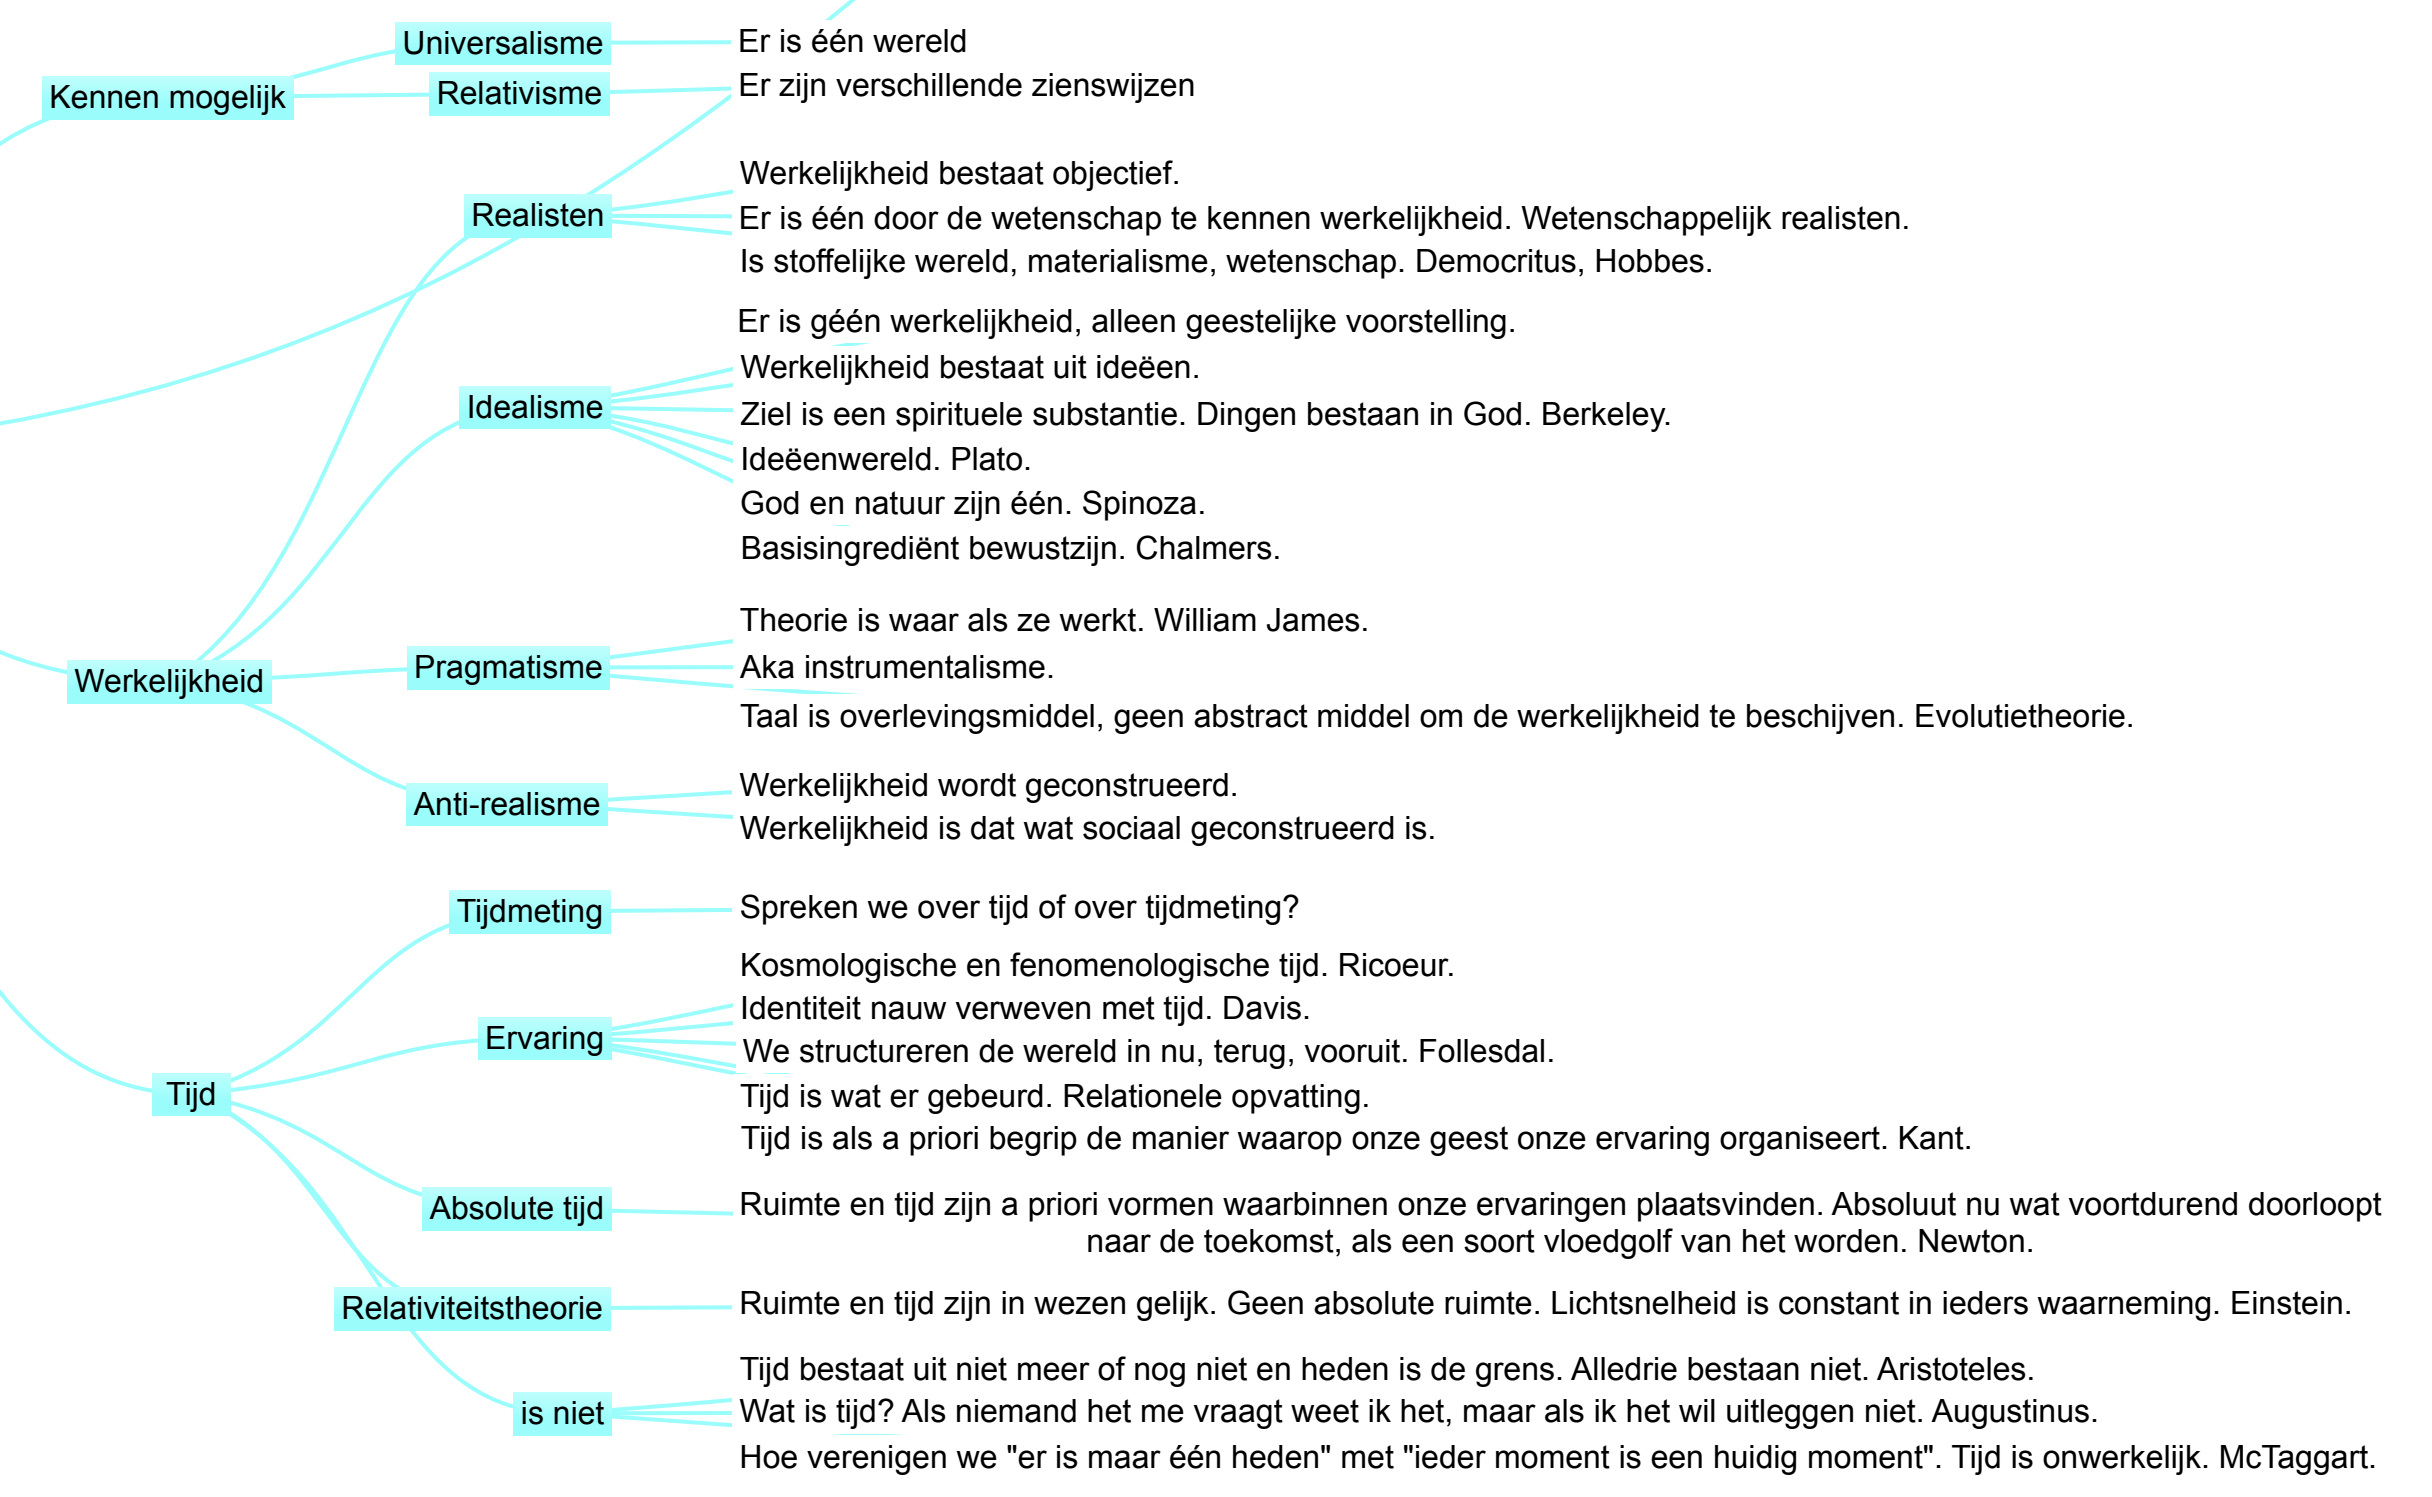 Universalisme
Er is één wereld
Kennen mogelijk
Relativisme
Er zijn verschillende zienswijzen
Werkelijkheid bestaat objectief.
Realisten
Er is één door de wetenschap te kennen werkelijkheid. Wetenschappelijk realisten.
Is stoffelijke wereld, materialisme, wetenschap. Democritus, Hobbes.
Er is géén werkelijkheid, alleen geestelijke voorstelling.
Werkelijkheid bestaat uit ideëen.
Idealisme
Ziel is een spirituele substantie. Dingen bestaan in God. Berkeley.
Ideëenwereld. Plato.
God en natuur zijn één. Spinoza.
Basisingrediënt bewustzijn. Chalmers.
Theorie is waar als ze werkt. William James.
Werkelijkheid
Pragmatisme
Aka instrumentalisme.
Taal is overlevingsmiddel, geen abstract middel om de werkelijkheid te beschijven. Evolutietheorie.
Werkelijkheid wordt geconstrueerd.
Anti-realisme
Werkelijkheid is dat wat sociaal geconstrueerd is.
Tijdmeting
Spreken we over tijd of over tijdmeting?
Kosmologische en fenomenologische tijd. Ricoeur.
Identiteit nauw verweven met tijd. Davis.
Ervaring
We structureren de wereld in nu, terug, vooruit. Follesdal.
Tijd
Tijd is wat er gebeurd. Relationele opvatting.
Tijd is als a priori begrip de manier waarop onze geest onze ervaring organiseert. Kant.
Absolute tijd
Ruimte en tijd zijn a priori vormen waarbinnen onze ervaringen plaatsvinden. Absoluut nu wat voortdurend doorloopt
naar de toekomst, als een soort vloedgolf van het worden. Newton.
Relativiteitstheorie
Ruimte en tijd zijn in wezen gelijk. Geen absolute ruimte. Lichtsnelheid is constant in ieders waarneming. Einstein.
Tijd bestaat uit niet meer of nog niet en heden is de grens. Alledrie bestaan niet. Aristoteles.
is niet
Wat is tijd? Als niemand het me vraagt weet ik het, maar als ik het wil uitleggen niet. Augustinus.
Hoe verenigen we "er is maar één heden" met "ieder moment is een huidig moment". Tijd is onwerkelijk. McTaggart.